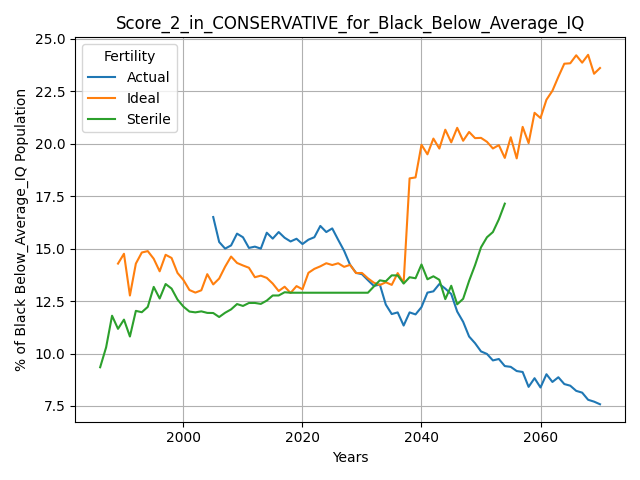 Score_2_in_CONSERVATIVE_for_Black_Below_Average_IQ
25.0
22.5
20.0
17.5
15.0
12.5
10.0
7.5
% of Black Below_Average_IQ Population
Fertility
Actual
Ideal
Sterile
2000 2020 2040 2060
Years